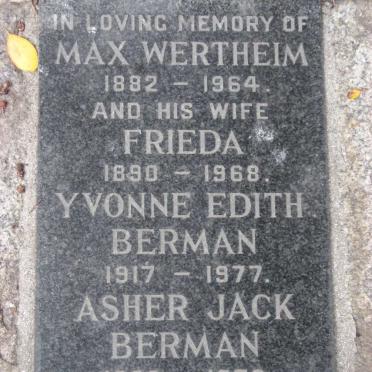 IN LOVING MEMORY OF
MAX WERTHEIM
1882 – 1964.
AND HIS WIFE
FRIEDA
1890 – 1968.
YVONNE EDITH
BERMAN
1917 – 1977.
ASHER JACK
BERMAN